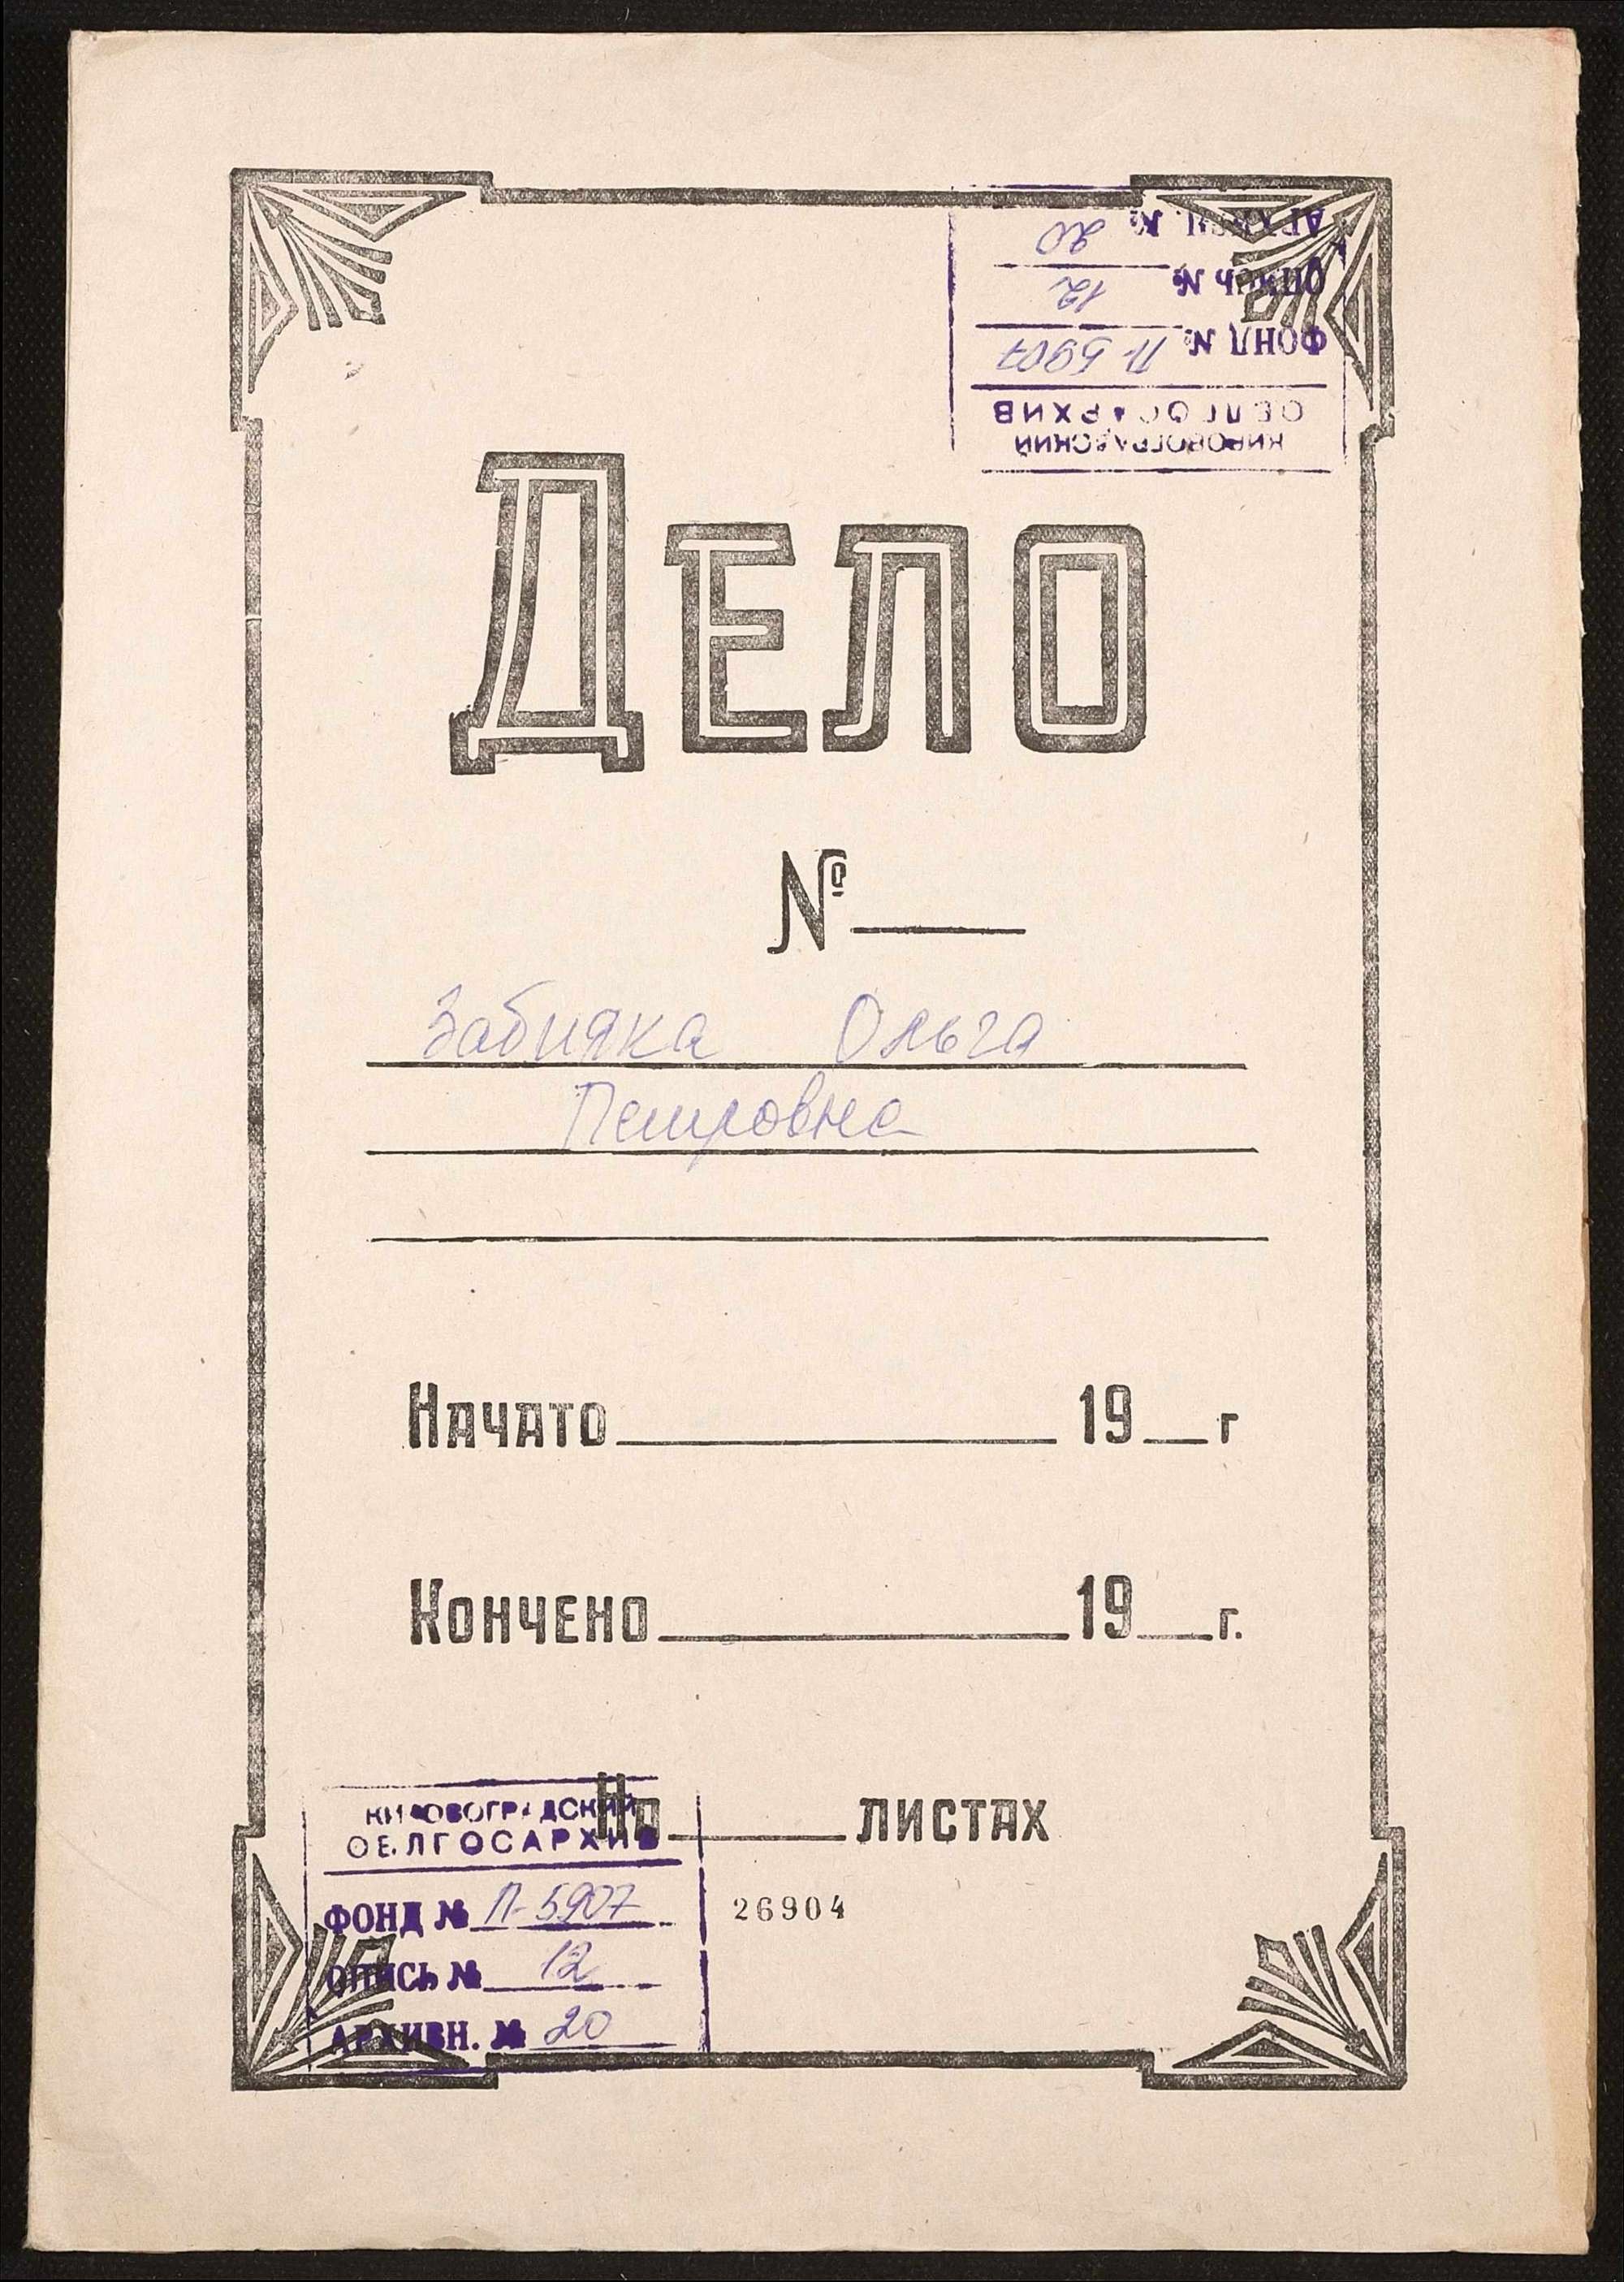 АРХИВН. № 20
ОПИСЬ № 12
ФОНД № П-5907
КИРОВОГРАДСКИЙ
ОБЛГОСАРХИВ
ДЕЛО
№
Забияка Ольга
Петровна
НАЧАТО 19 г
КОНЧЕНО 19 г.
На ЛИСТАХ
КИРОВОГРАДСКИЙ
ОБЛГОСАРХИВ
ФОНД № П-5907
26904
ОПИСЬ № 12
АРХИВН. № 20